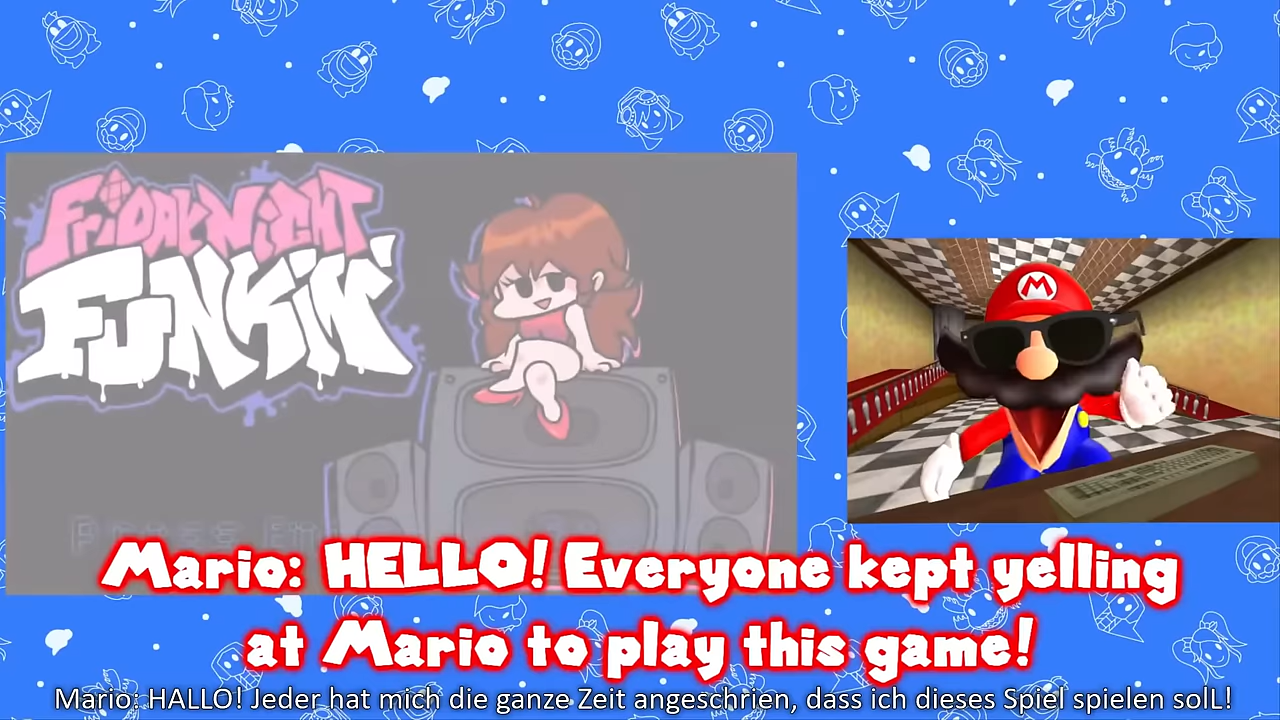 FRiDAY NiGHT
FUNKiN'
M
Mario: HELLO! Everyone kept yelling
at Mario to play this game!
Mario: HALLO! Jeder hat mich die ganze Zeit angeschrien, dass ich dieses Spiel spielen solL!